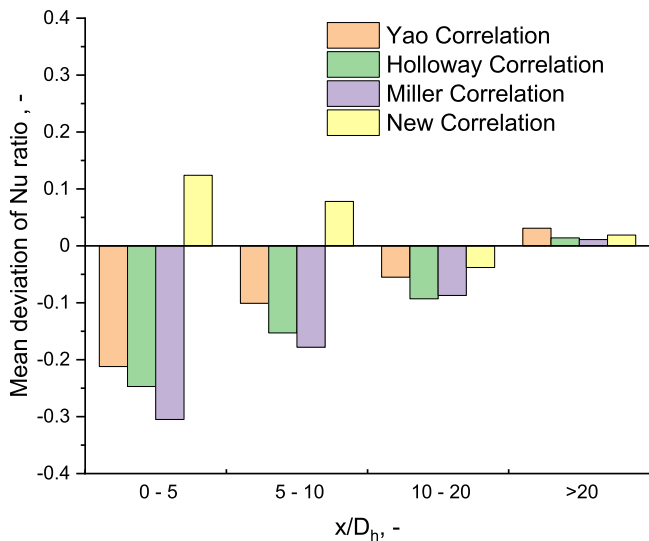 0.4
0.3
0.2
0.1
0
-0.1
-0.2
-0.3
-0.4
Mean deviation of Nu ratio , -
Yao Correlation
Holloway Correlation
Miller Correlation
New Correlation
0 - 5
5 - 10
10 - 20
>20
x/Dₕ, -